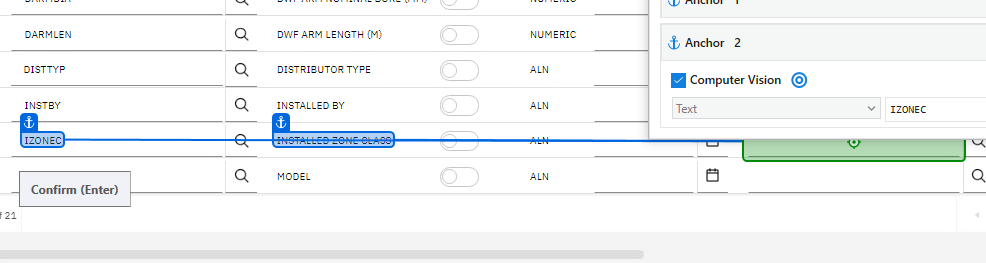 DARMDIA DWF ARM NOMINAL BORE (MM) NUMERIC
Anchor 1
DARMLEN DWF ARM LENGTH (M) NUMERIC
Anchor 2
DISTTYP DISTRIBUTOR TYPE ALN
Computer Vision
INSTBY INSTALLED BY ALN
Text IZONEC
IZONEC INSTALLED ZONE CLASS ALN
MODEL ALN
Confirm (Enter)
of 21